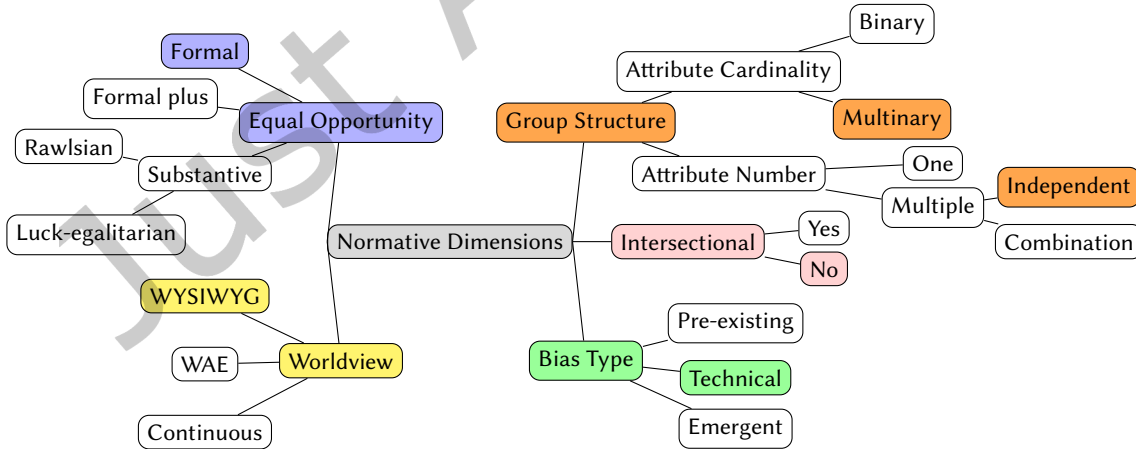 Just A
Formal
Formal plus
Equal Opportunity
Rawlsian
Substantive
Luck-egalitarian
Normative Dimensions
WYSIWYG
WAE
Worldview
Continuous
Binary
Attribute Cardinality
Group Structure
Multinary
Attribute Number
One
Multiple
Independent
Combination
Intersectional
Yes
No
Pre-existing
Bias Type
Technical
Emergent